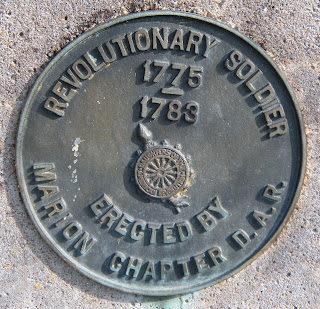 REVOLUTIONARY SOLDIER
1775
1783
ERECTED BY
MARION CHAPTER D.A.R